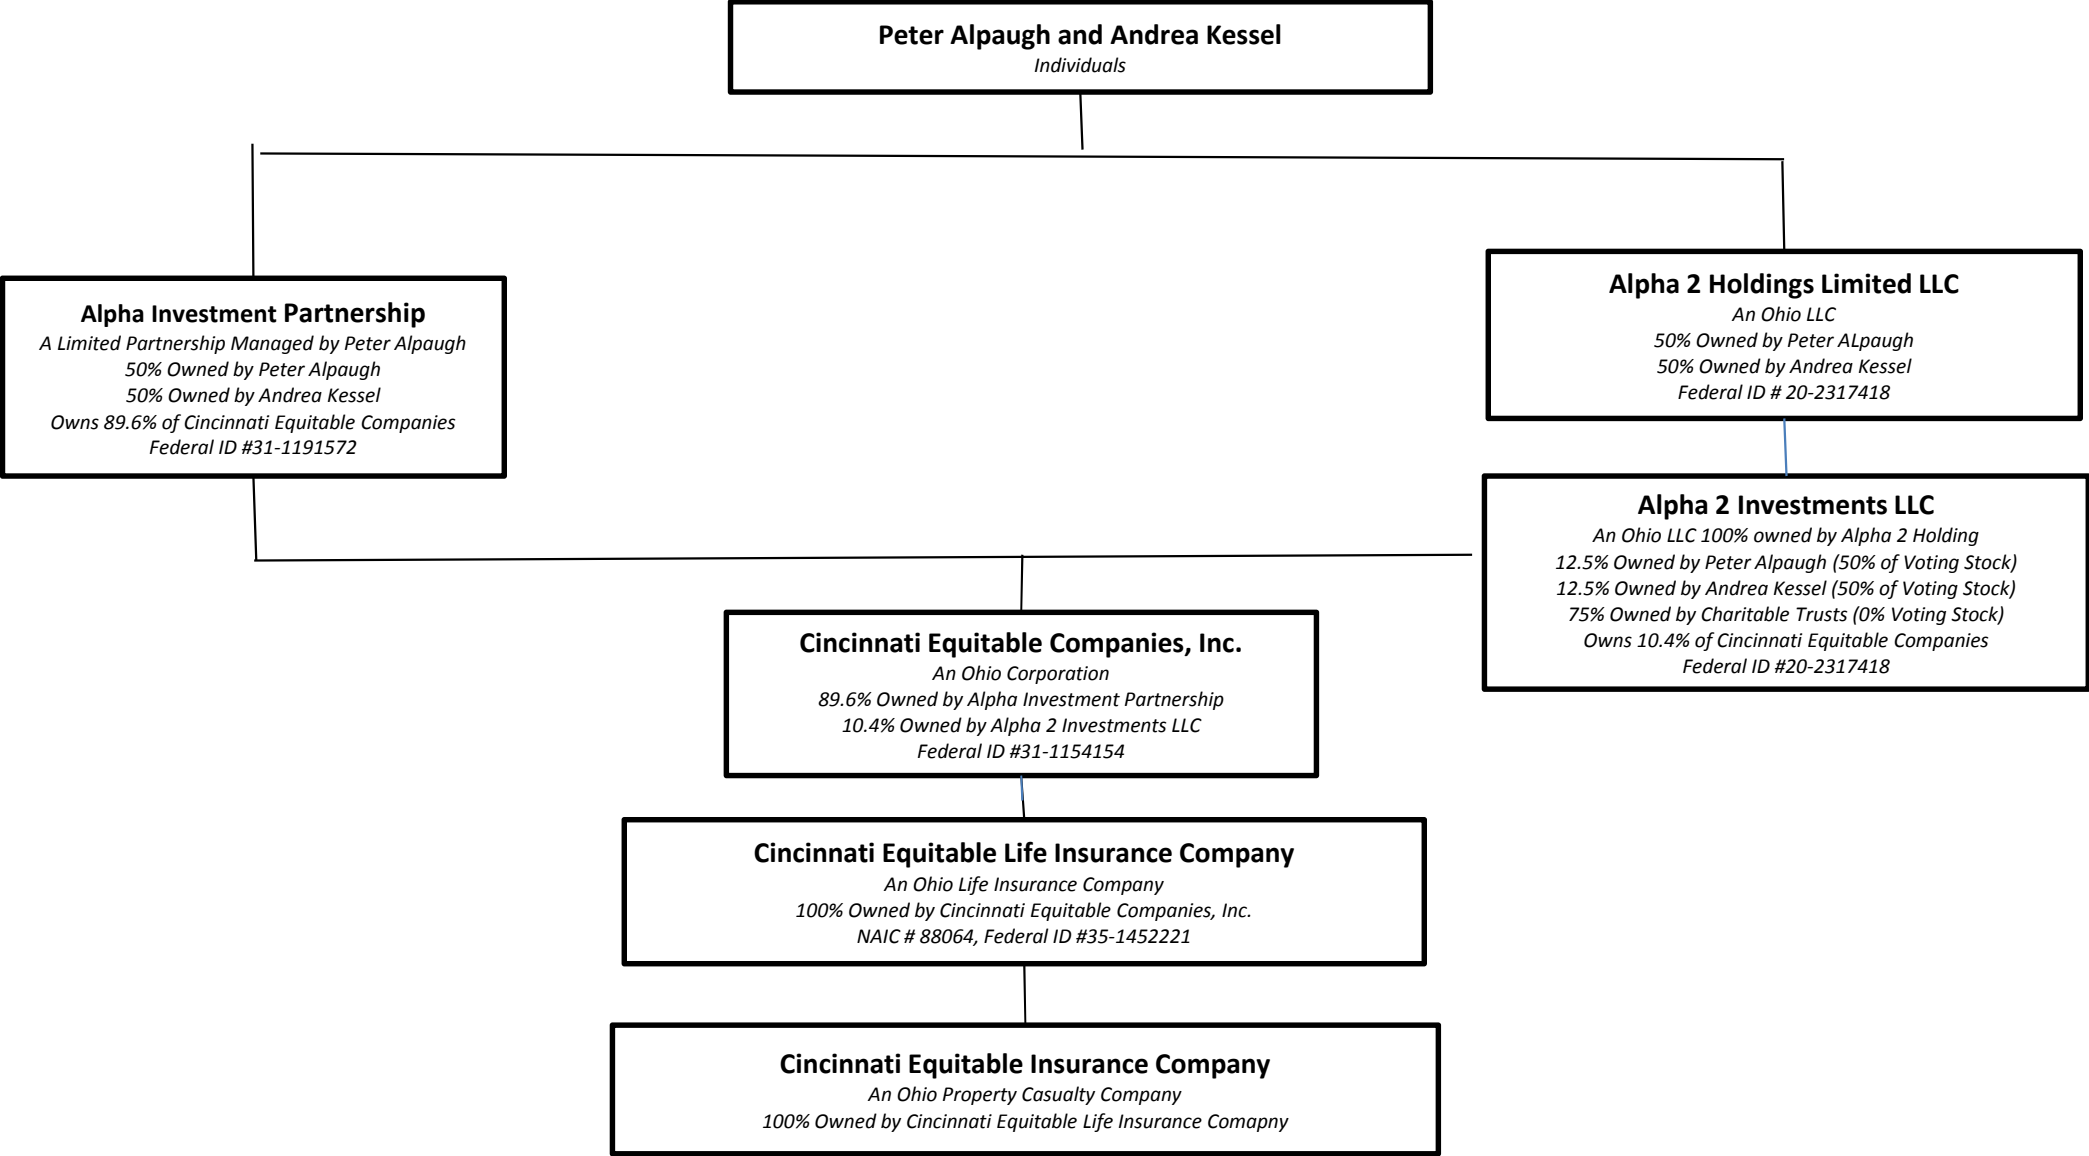 Peter Alpaugh and Andrea Kessel
Individuals
Alpha Investment Partnership
A Limited Partnership Managed by Peter Alpaugh
50% Owned by Peter Alpaugh
50% Owned by Andrea Kessel
Owns 89.6% of Cincinnati Equitable Companies
Federal ID #31-1191572
Alpha 2 Holdings Limited LLC
An Ohio LLC
50% Owned by Peter ALpaugh
50% Owned by Andrea Kessel
Federal ID # 20-2317418
Alpha 2 Investments LLC
An Ohio LLC 100% owned by Alpha 2 Holding
12.5% Owned by Peter Alpaugh (50% of Voting Stock)
12.5% Owned by Andrea Kessel (50% of Voting Stock)
75% Owned by Charitable Trusts (0% Voting Stock)
Owns 10.4% of Cincinnati Equitable Companies
Federal ID #20-2317418
Cincinnati Equitable Companies, Inc.
An Ohio Corporation
89.6% Owned by Alpha Investment Partnership
10.4% Owned by Alpha 2 Investments LLC
Federal ID #31-1154154
Cincinnati Equitable Life Insurance Company
An Ohio Life Insurance Company
100% Owned by Cincinnati Equitable Companies, Inc.
NAIC # 88064, Federal ID #35-1452221
Cincinnati Equitable Insurance Company
An Ohio Property Casualty Company
100% Owned by Cincinnati Equitable Life Insurance Comapny